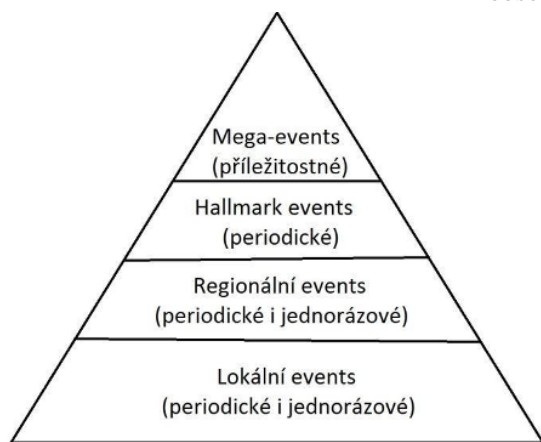 Mega-events
(příležitostné)
Hallmark events
(periodické)
Regionální events
(periodické i jednorázové)
Lokální events
(periodické i jednorázové)